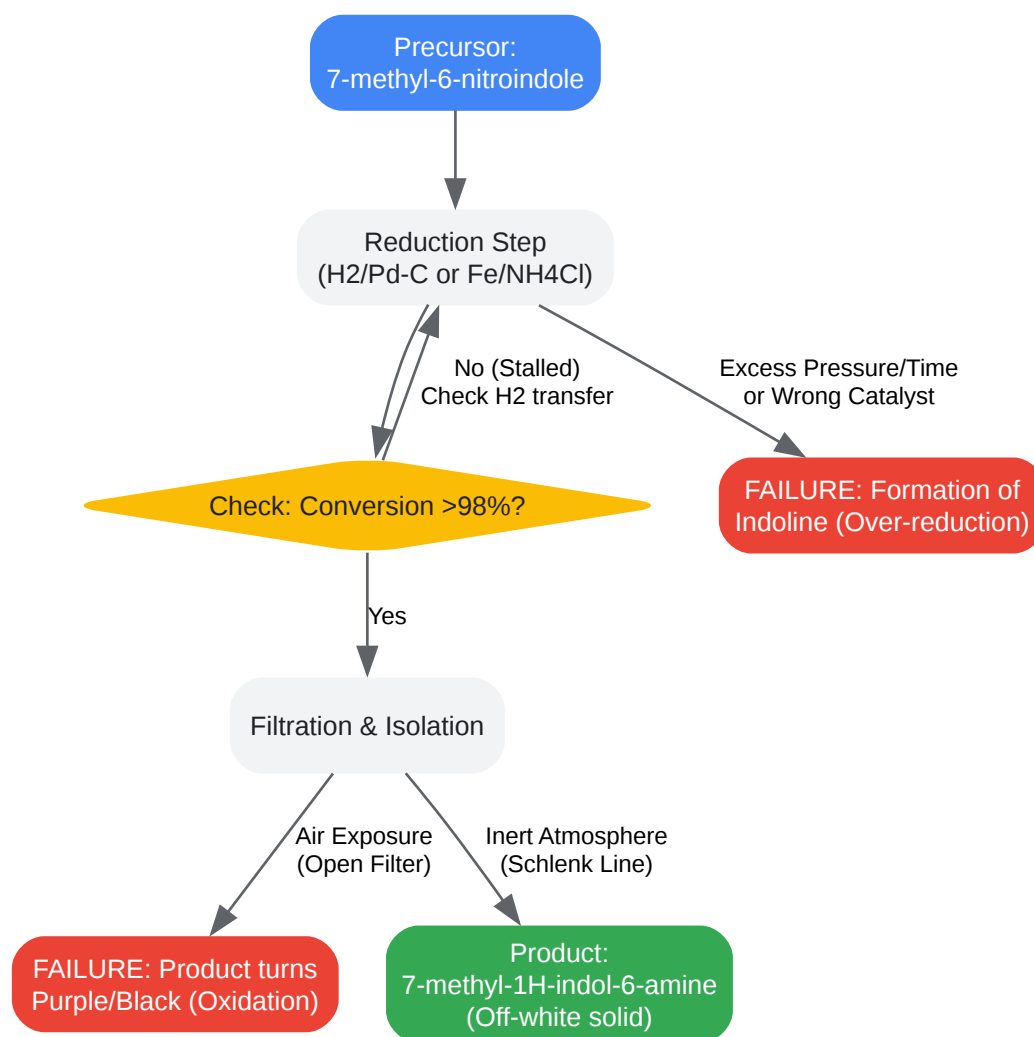 Precursor:
7-methyl-6-nitroindole
Reduction Step
(H2/Pd-C or Fe/NH4Cl)
No (Stalled)
Check H2 transfer
Excess Pressure/Time
or Wrong Catalyst
Check: Conversion >98%?
FAILURE: Formation of
Indoline (Over-reduction)
Yes
Filtration & Isolation
Air Exposure
(Open Filter)
Inert Atmosphere
(Schlenk Line)
FAILURE: Product turns
Purple/Black (Oxidation)
Product:
7-methyl-1H-indol-6-amine
(Off-white solid)